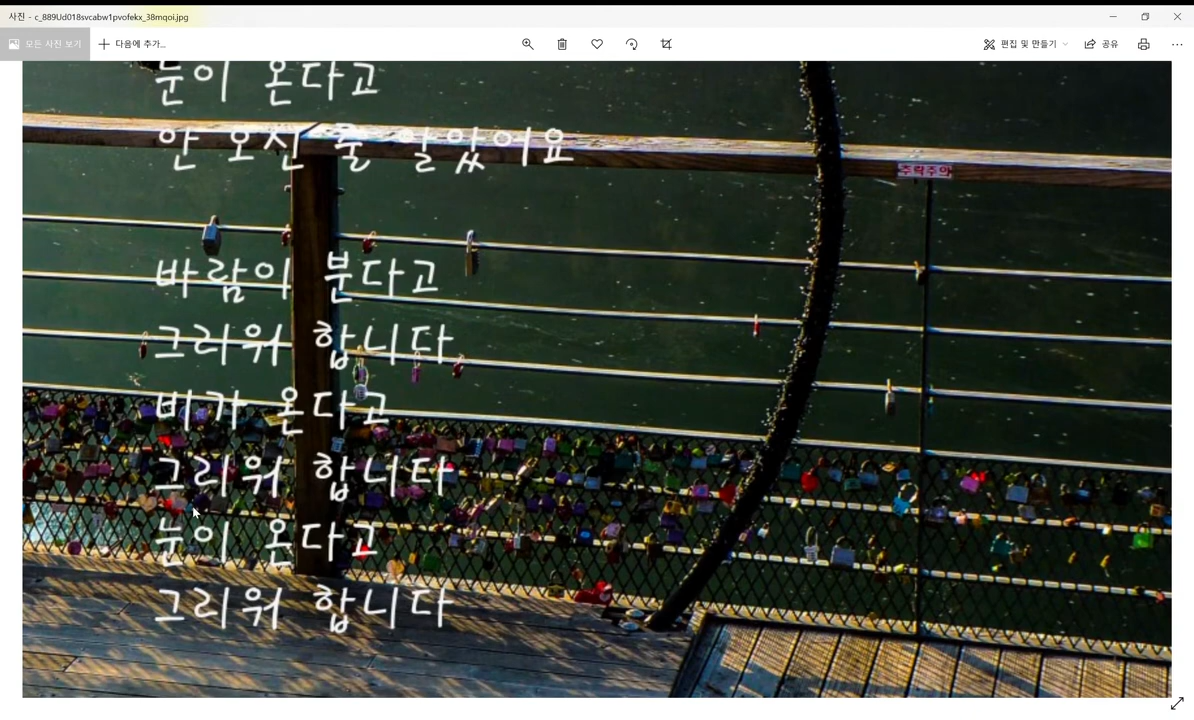 사진 - c_889Ud018svcabw1pvofekx_38mqoi.jpg
모든 사진 보기
다음에 추가...
편집 및 만들기
공유
눈이 온다고
안 오신 줄 알았어요
추락주의
바람이 분다고
그리워 합니다
비가 온다고
그리워 합니다
눈이 온다고
그리워 합니다